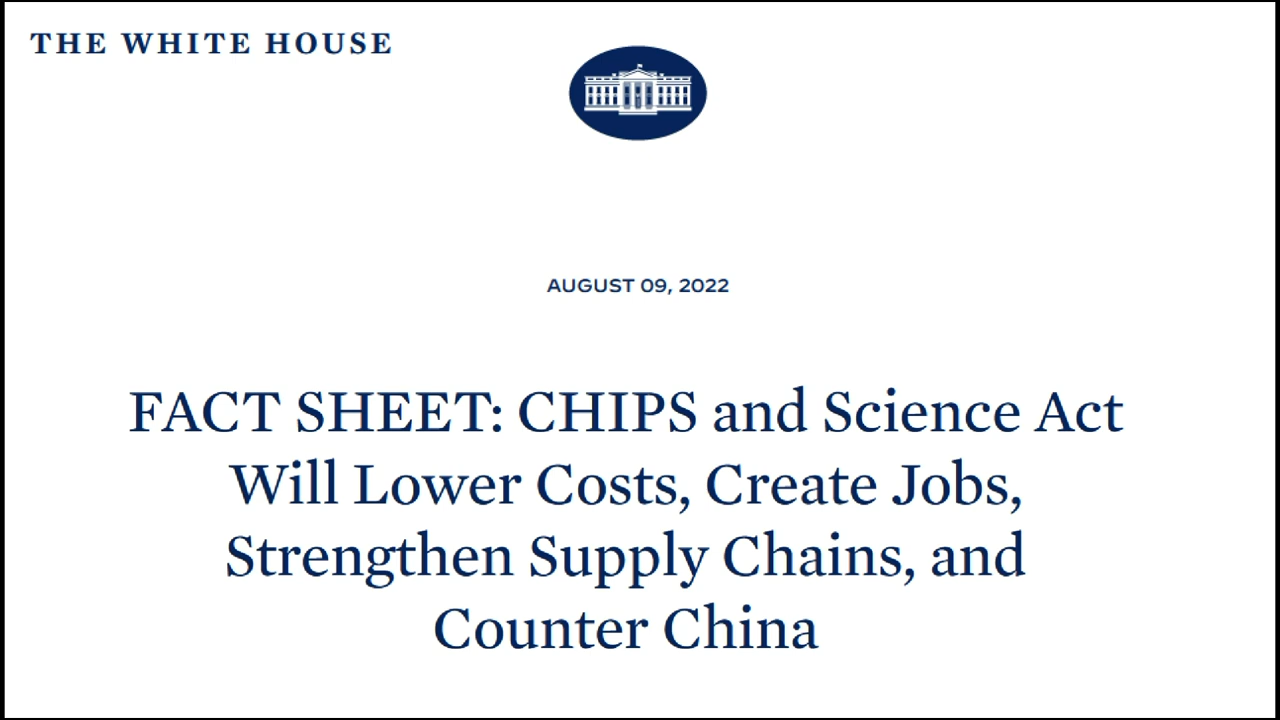 THE WHITE HOUSE
AUGUST 09, 2022
FACT SHEET: CHIPS and Science Act
Will Lower Costs, Create Jobs,
Strengthen Supply Chains, and
Counter China